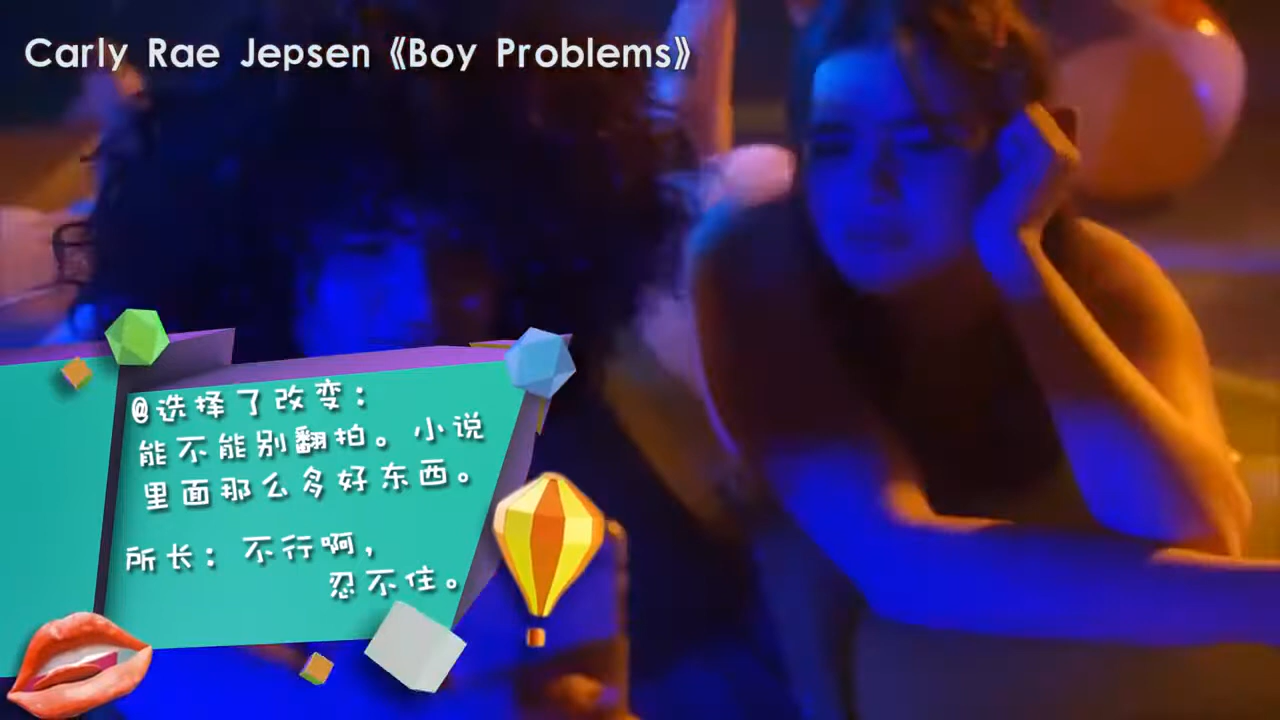 Carly Rae Jepsen《Boy Problems》
@选择了改变：
能不能别翻拍。小说
里面那么多好东西。
所长：不行啊，
忍不住。